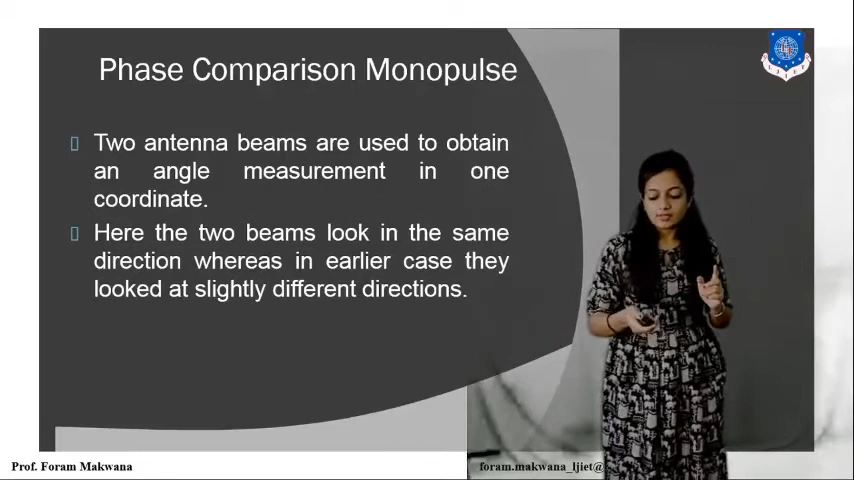 Phase Comparison Monopulse
Two antenna beams are used to obtain
an angle measurement in one
coordinate.
Here the two beams look in the same
direction whereas in earlier case they
looked at slightly different directions.
Prof. Foram Makwana
foram.makwana_ljiet@